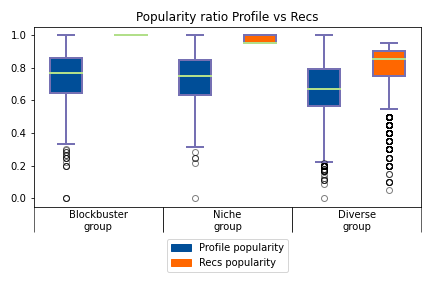 Popularity ratio Profile vs Recs
1.0
0.8
0.6
0.4
0.2
0.0
Blockbuster
group
Niche
group
Diverse
group
Profile popularity
Recs popularity